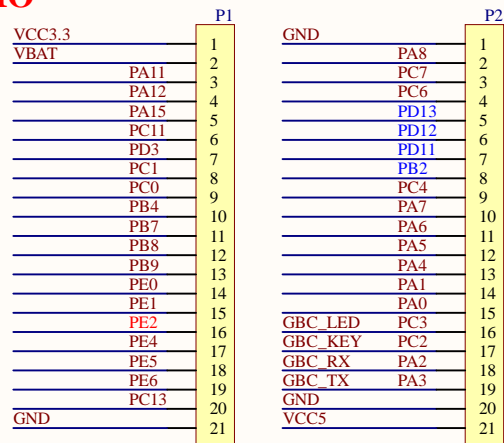 IO
P1
VCC3.3 1
VBAT 2
PA11 3
PA12 4
PA15 5
PC11 6
PD3 7
PC1 8
PC0 9
PB4 10
PB7 11
PB8 12
PB9 13
PE0 14
PE1 15
PE2 16
PE4 17
PE5 18
PE6 19
PC13 20
GND 21
P2
GND 1
PA8 2
PC7 3
PC6 4
PD13 5
PD12 6
PD11 7
PB2 8
PC4 9
PA7 10
PA6 11
PA5 12
PA4 13
PA1 14
PA0 15
GBC_LED PC3 16
GBC_KEY PC2 17
GBC_RX PA2 18
GBC_TX PA3 19
GND 20
VCC5 21